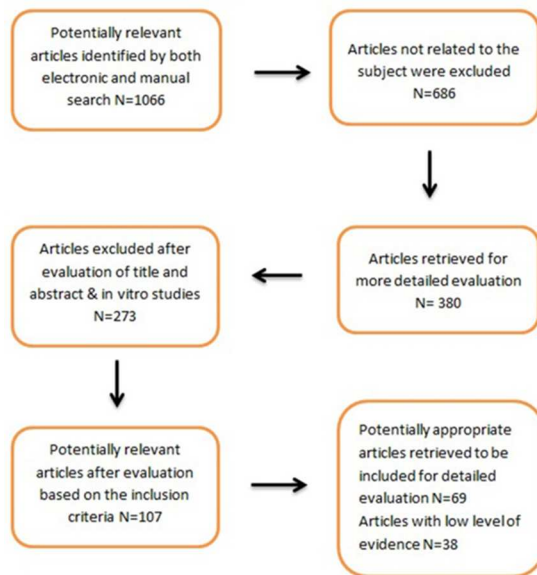 Potentially relevant
articles identified by both
electronic and manual
search N=1066
Articles not related to the
subject were excluded
N=686
Articles retrieved for
more detailed evaluation
N= 380
Articles excluded after
evaluation of title and
abstract & in vitro studies
N=273
Potentially relevant
articles after evaluation
based on the inclusion
criteria N=107
Potentially appropriate
articles retrieved to be
included for detailed
evaluation N=69
Articles with low level of
evidence N=38